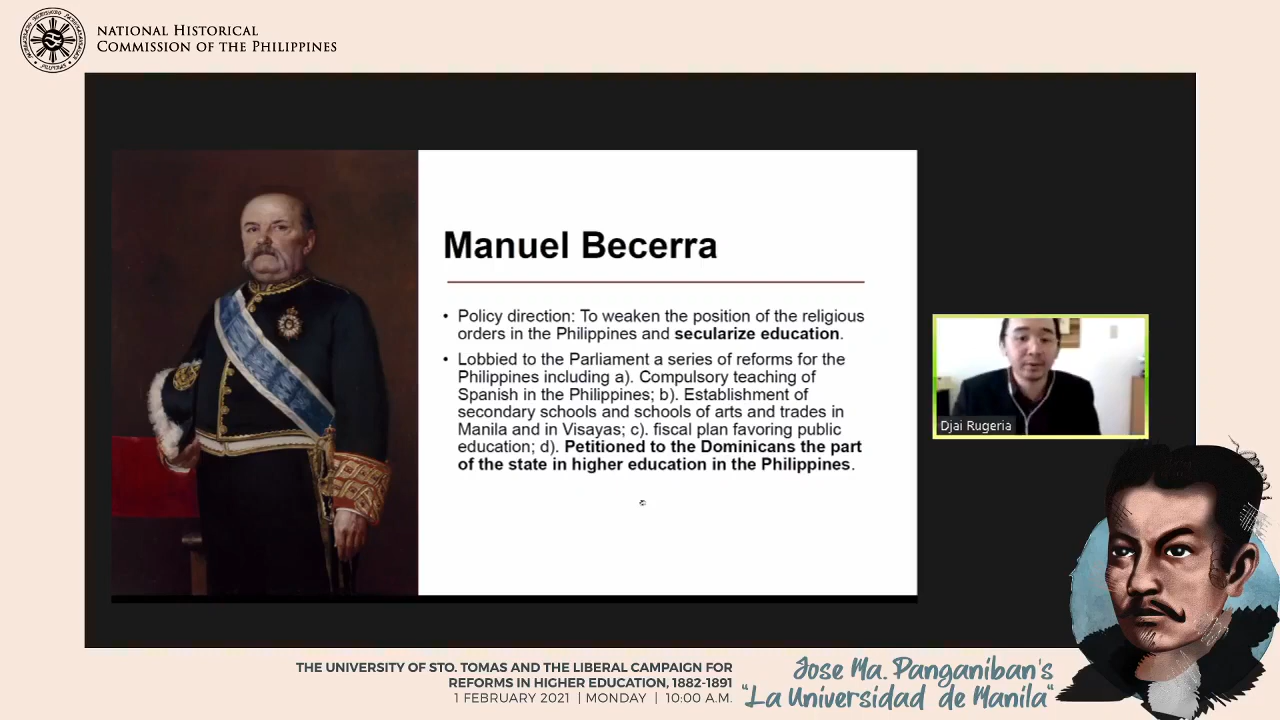 NATIONAL HISTORICAL
COMMISSION OF THE PHILIPPINES
Manuel Becerra
• Policy direction: To weaken the position of the religious
orders in the Philippines and secularize education.
• Lobbied to the Parliament a series of reforms for the
Philippines including a). Compulsory teaching of
Spanish in the Philippines; b). Establishment of
secondary schools and schools of arts and trades in
Manila and in Visayas; c). fiscal plan favoring public
education; d). Petitioned to the Dominicans the part
of the state in higher education in the Philippines.
Djai Rugeria
THE UNIVERSITY OF STO. TOMAS AND THE LIBERAL CAMPAIGN FOR
REFORMS IN HIGHER EDUCATION, 1882-1891
1 FEBRUARY 2021 | MONDAY | 10:00 A.M.
Jose Ma. Panganiban's
"La Universidad de Manila"